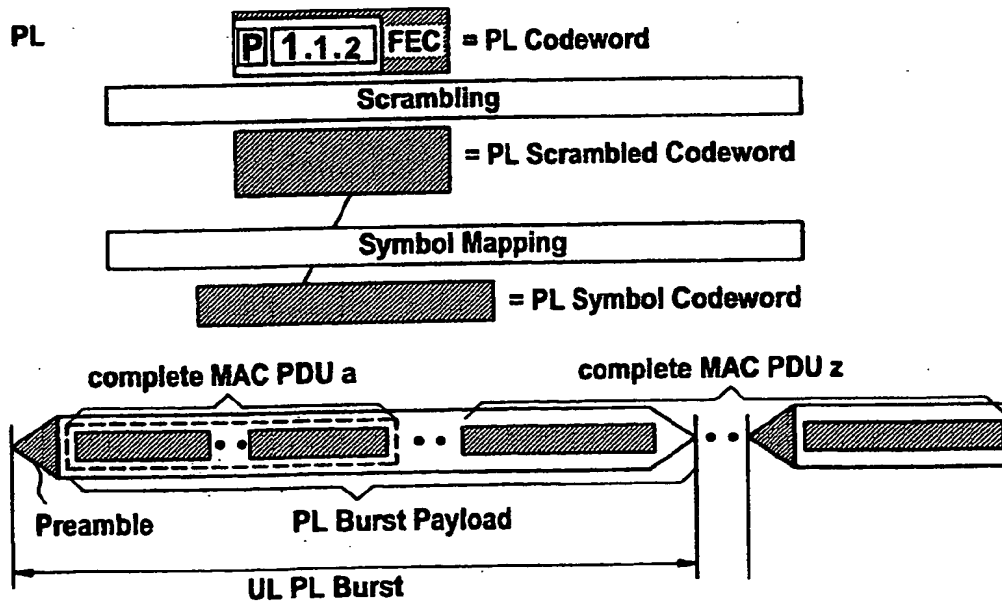 PL
P 1.1.2 FEC = PL Codeword
Scrambling
= PL Scrambled Codeword
Symbol Mapping
= PL Symbol Codeword
complete MAC PDU a
complete MAC PDU z
Preamble
PL Burst Payload
UL PL Burst